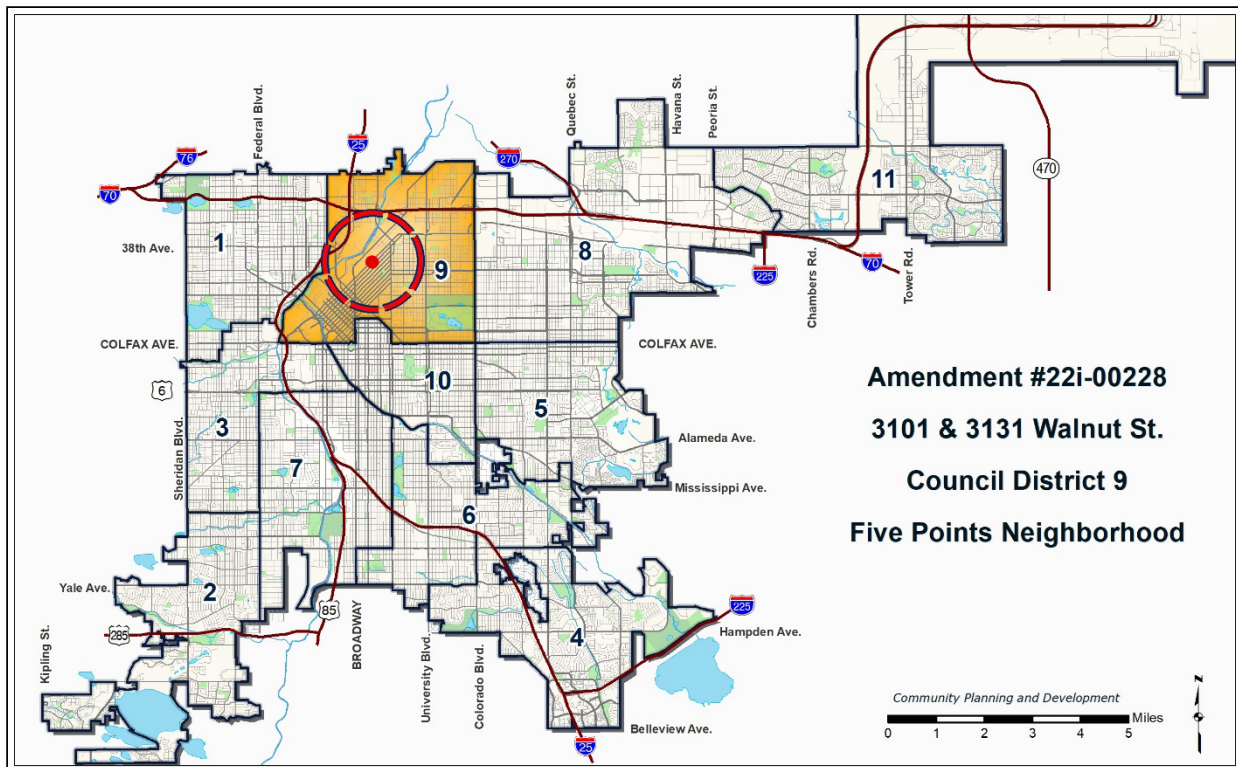 Federal Blvd.
Quebec St.
Havana St.
Peoria St.
76
25
270
70
470
11
38th Ave.
1
9
8
225
70
Chambers Rd.
Tower Rd.
COLFAX AVE.
COLFAX AVE.
6
10
5
3
Sheridan Blvd.
7
Alameda Ave.
Mississippi Ave.
6
Yale Ave.
2
85
BROADWAY
285
Kipling St.
University Blvd.
Colorado Blvd.
4
225
Hampden Ave.
Belleview Ave.
25
Amendment #22i-00228
3101 & 3131 Walnut St.
Council District 9
Five Points Neighborhood
Community Planning and Development
Miles
0 1 2 3 4 5
N